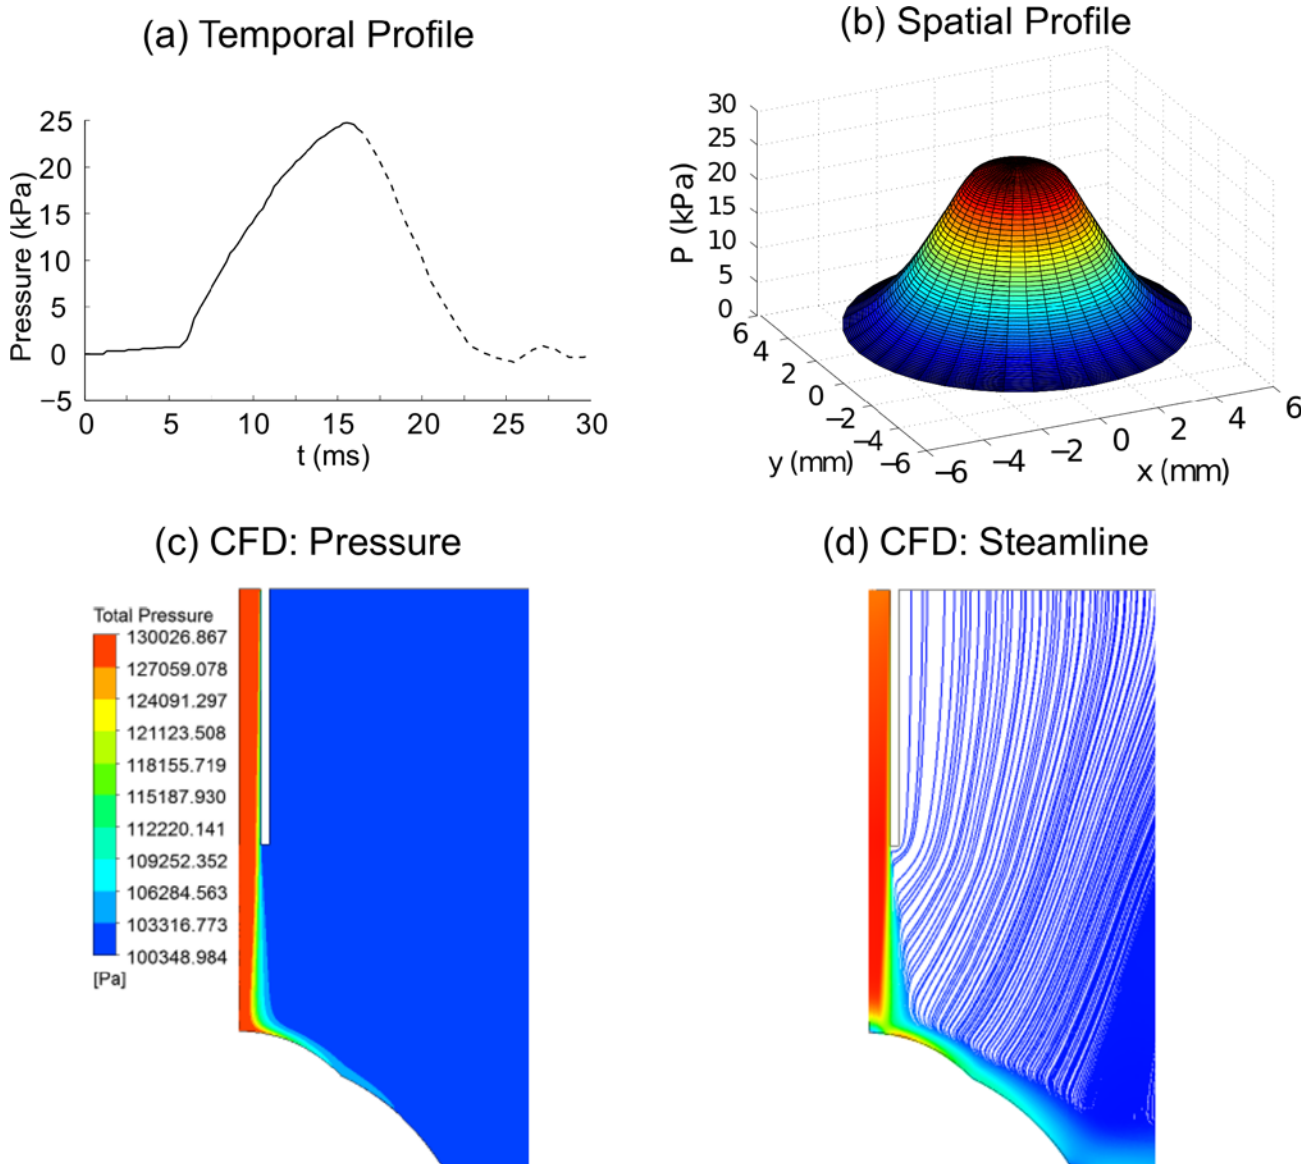 (a) Temporal Profile
(b) Spatial Profile
Pressure (kPa)
25
20
15
10
5
0
−5
0 5 10 15 20 25 30
t (ms)
P (kPa)
30
25
20
15
10
5
0
6
4
2
0
−2
−4
−6
y (mm)
−6 −4 −2 0 2 4 6
x (mm)
(c) CFD: Pressure
(d) CFD: Steamline
Total Pressure
130026.867
127059.078
124091.297
121123.508
118155.719
115187.930
112220.141
109252.352
106284.563
103316.773
100348.984
[Pa]